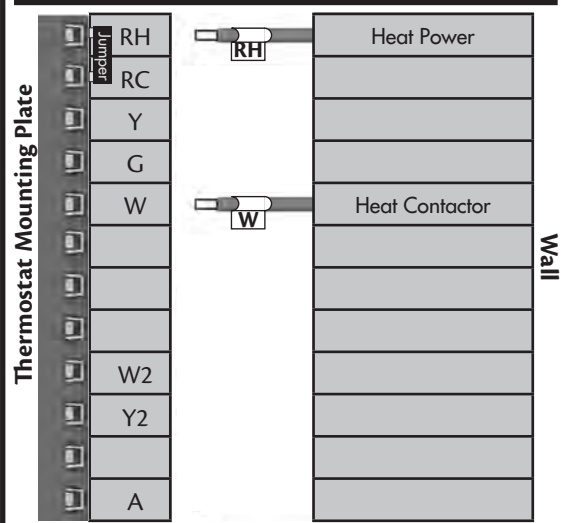 Thermostat Mounting Plate
Jumper
RH
RC
Y
G
W
W2
Y2
A
RH
W
Heat Power
Heat Contactor
Wall